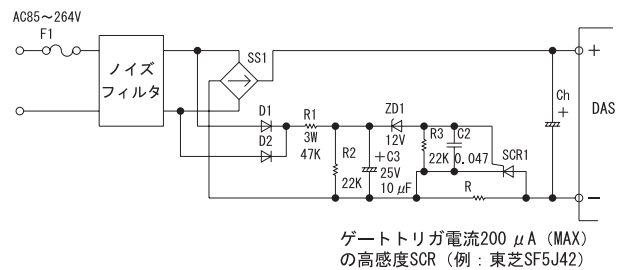 AC85～264V
F1
ノイズ
フィルタ
SS1
D1
D2
R1
3W
47K
R2
22K
+C3
25V
10 μF
ZD1
12V
R3
22K
C2
0.047
SCR1
R
Ch
+
+
DAS
−
ゲートトリガ電流200 μA (MAX)
の高感度SCR（例：東芝SF5J42）